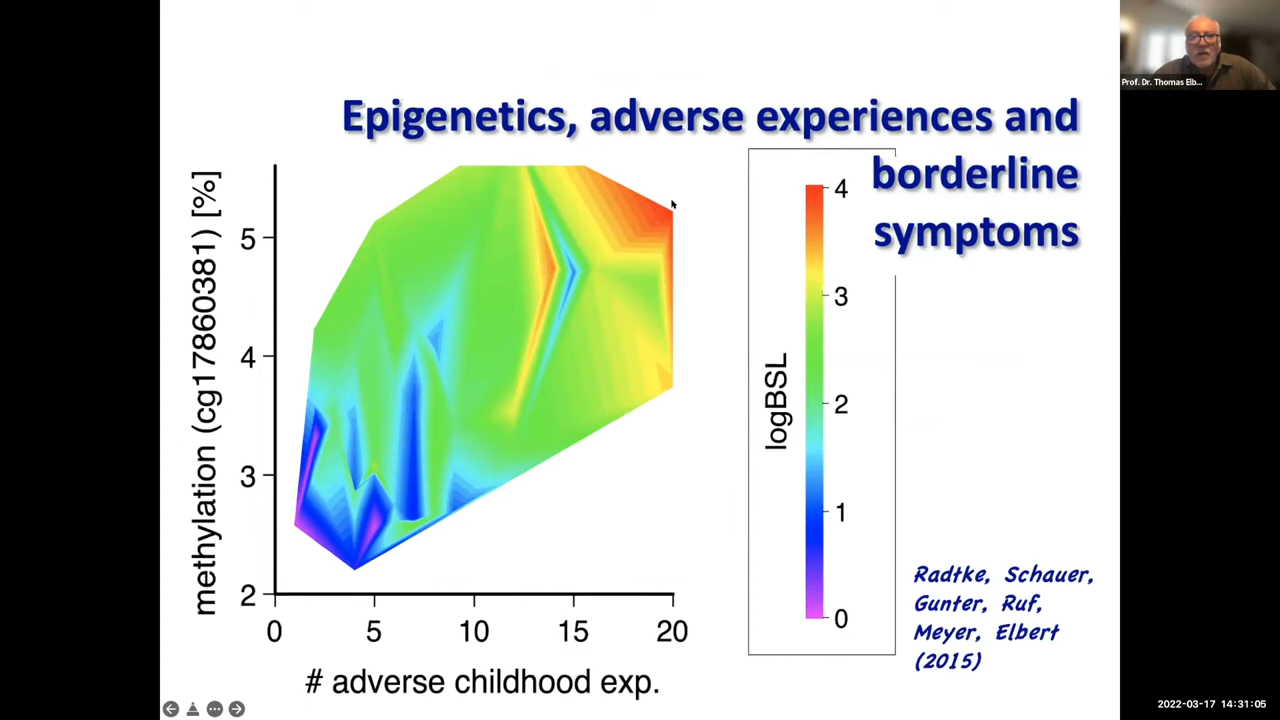 Epigenetics, adverse experiences and
borderline
symptoms
methylation (cg17860381) [%]
5
4
3
2
0
5
10
15
20
# adverse childhood exp.
logBSL
4
3
2
1
0
Radtke, Schauer,
Gunter, Ruf,
Meyer, Elbert
(2015)
Prof. Dr. Thomas Elb...
2022-03-17 14:31:05